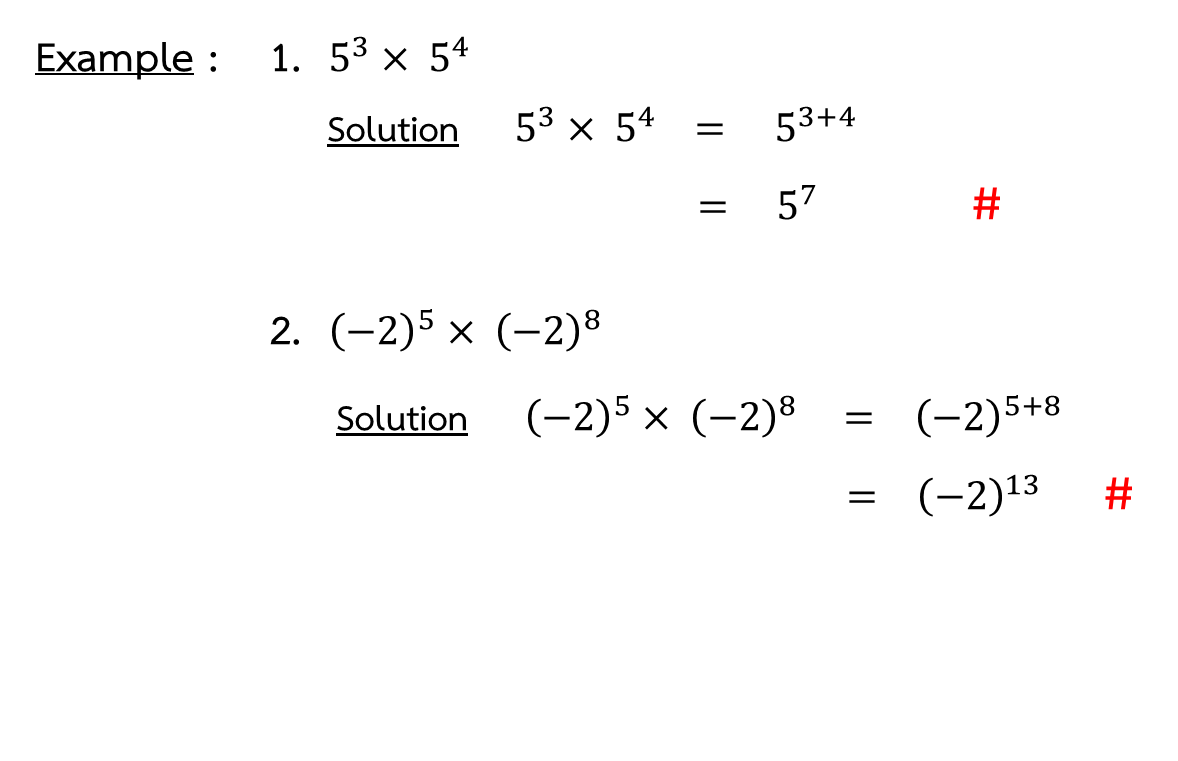 Example : 1. 5³ × 5⁴
Solution 5³ × 5⁴ = 5³⁺⁴
= 5⁷ #
2. (−2)⁵ × (−2)⁸
Solution (−2)⁵ × (−2)⁸ = (−2)⁵⁺⁸
= (−2)¹³ #